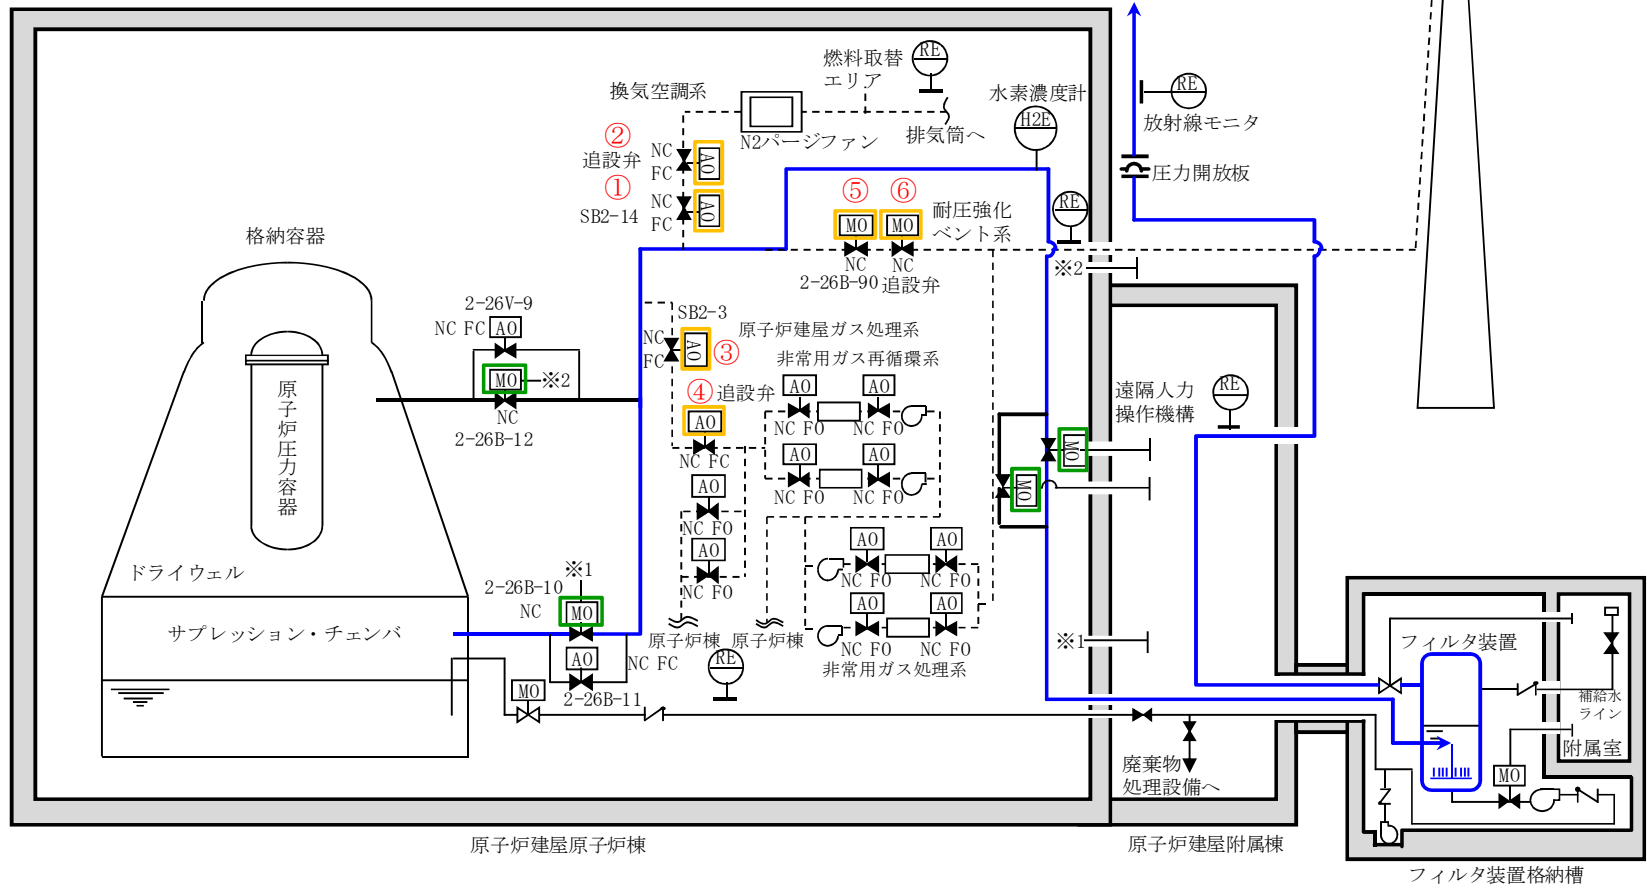 燃料取替
エリア
RE
換気空調系
水素濃度計
RE
放射線モニタ
H2E
N2パージファン
排気筒へ
②
追設弁
NC
FC
AO
圧力開放板
①
SB2-14
NC
FC
AO
⑤
⑥
RE
MO
MO
耐圧強化
ベント系
格納容器
NC
NC
2-26B-90
追設弁
※2
2-26V-9
NC FC
AO
SB2-3
NC
FC
AO
③
原子炉建屋ガス処理系
非常用ガス再循環系
MO
※2
NC
2-26B-12
④
追設弁
AO
NC FC
AO
AO
NC FO
NC FO
遠隔人力
操作機構
RE
原子炉圧力容器
AO
AO
NC FO
NC FO
MO
MO
AO
NC FO
AO
NC FO
AO
AO
NC FO
NC FO
ドライウェル
※1
2-26B-10
NC
MO
AO
AO
NC FO
NC FO
サプレッション・チェンバ
原子炉棟
原子炉棟
※1
フィルタ装置
AO
NC FC
RE
非常用ガス処理系
2-26B-11
MO
補給水
ライン
附属室
廃棄物
処理設備へ
MO
原子炉建屋原子炉棟
原子炉建屋附属棟
フィルタ装置格納槽